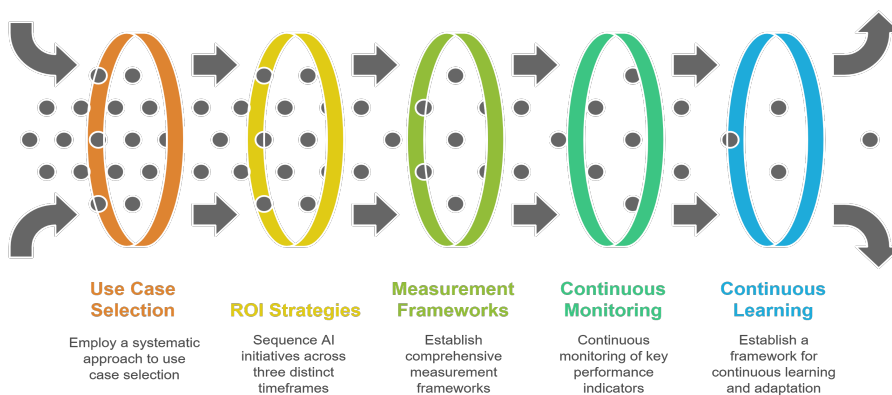 Use Case
Selection
Employ a systematic
approach to use
case selection
ROI Strategies
Sequence AI
initiatives across
three distinct
timeframes
Measurement
Frameworks
Establish
comprehensive
measurement
frameworks
Continuous
Monitoring
Continuous
monitoring of key
performance
indicators
Continuous
Learning
Establish a
framework for
continuous learning
and adaptation